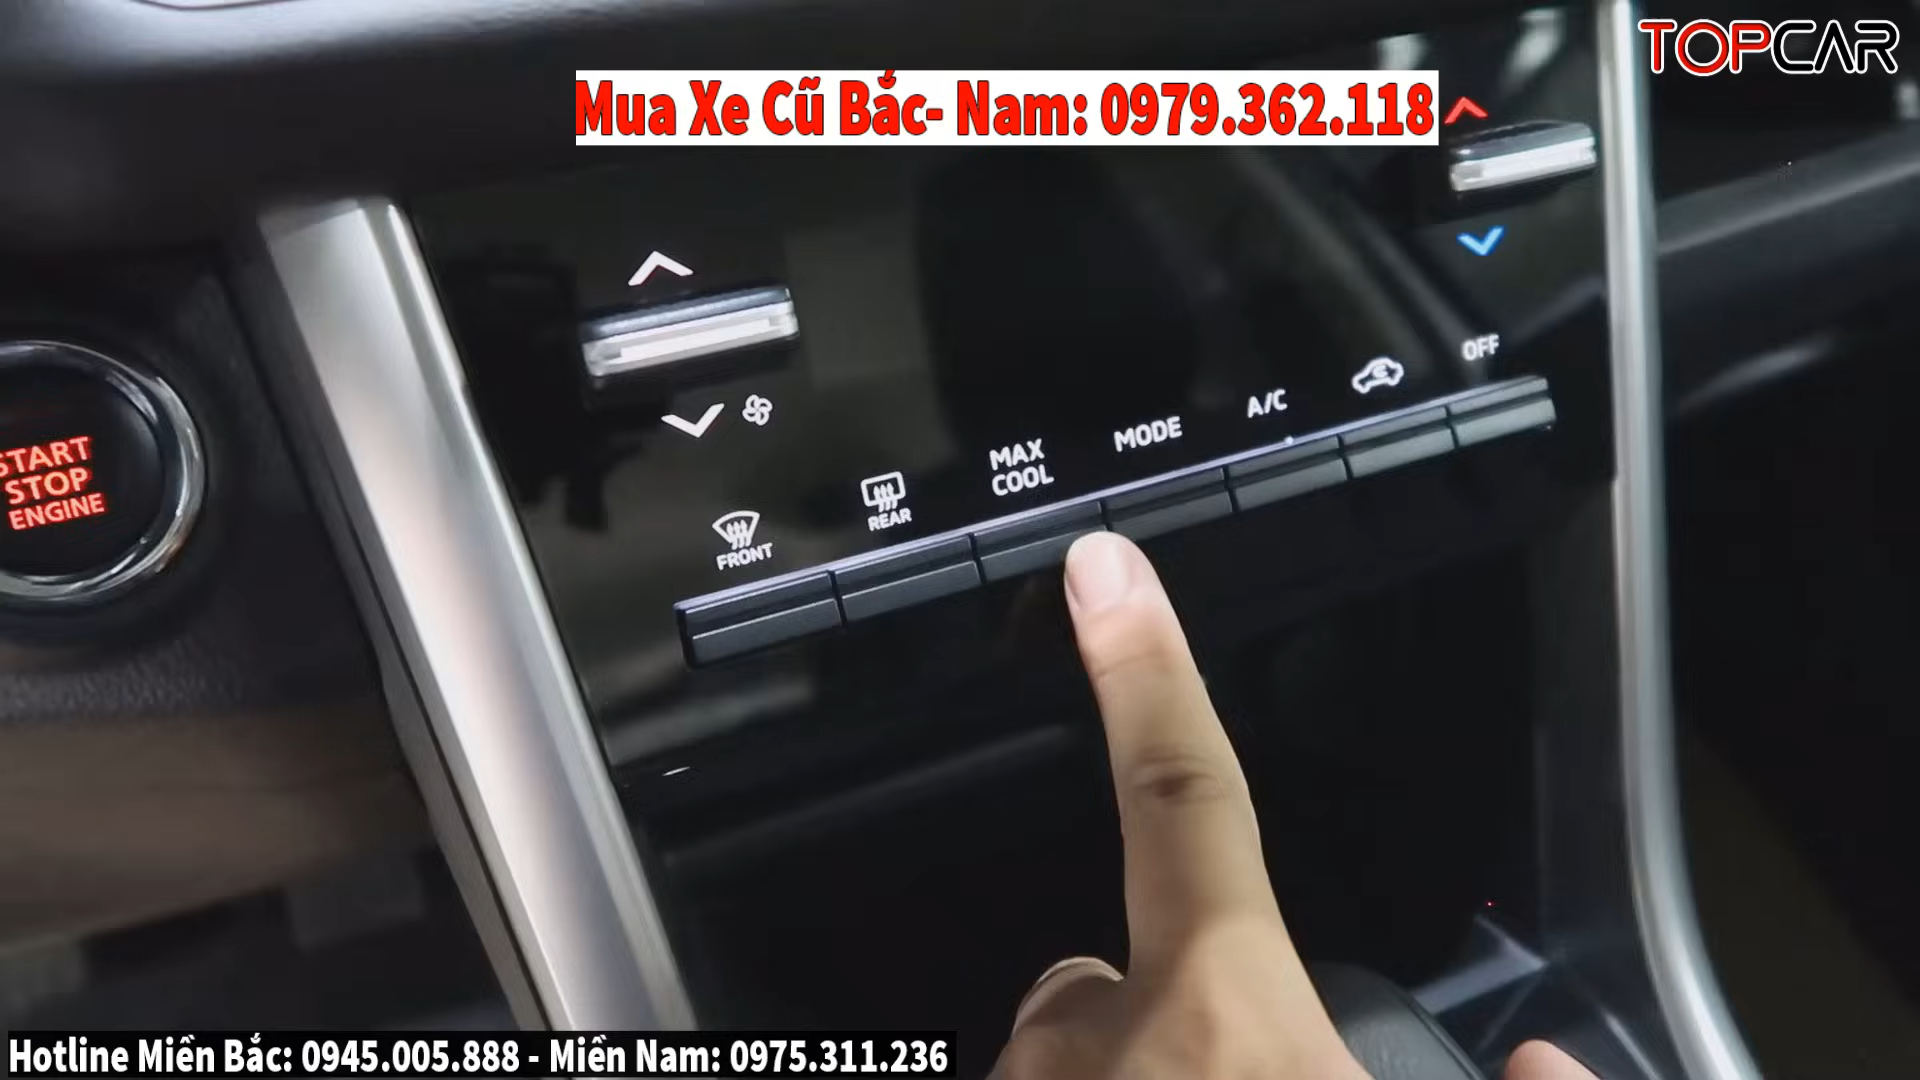 TOPCAR
Mua Xe Cũ Bắc- Nam: 0979.362.118
OFF
A/C
MODE
MAX
COOL
REAR
FRONT
START
STOP
ENGINE
Hotline Miền Bắc: 0945.005.888 - Miền Nam: 0975.311.236